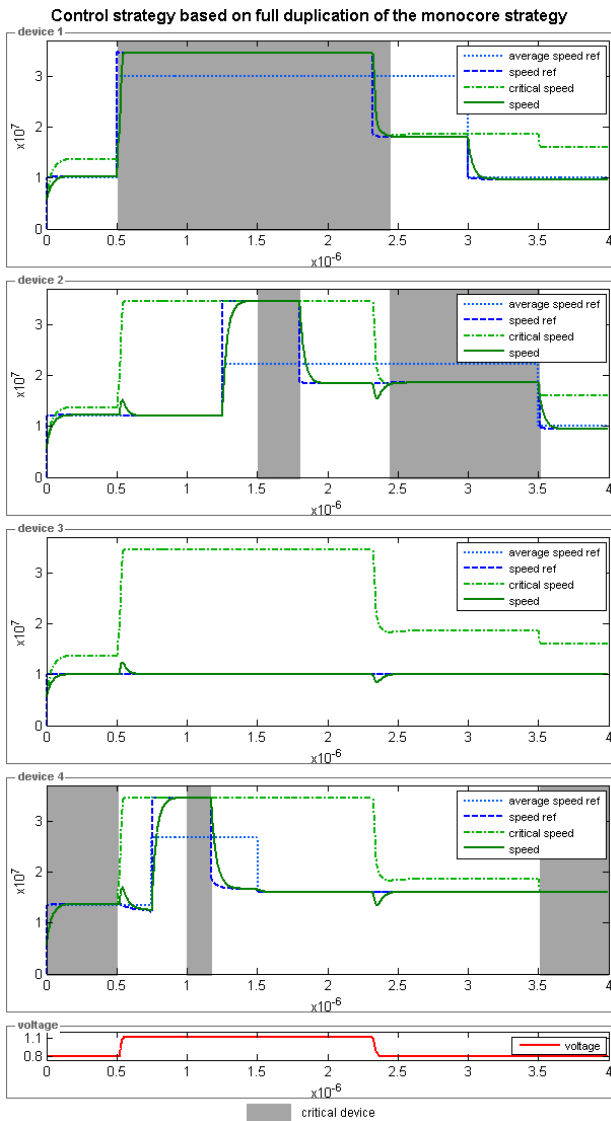 Control strategy based on full duplication of the monocore strategy
device 1
average speed ref
speed ref
critical speed
speed
3
2
1
0
x10^7
0 0.5 1 1.5 2 2.5 3 3.5 4
x10^-6
device 2
average speed ref
speed ref
critical speed
speed
3
2
1
0
x10^7
0 0.5 1 1.5 2 2.5 3 3.5 4
x10^-6
device 3
average speed ref
speed ref
critical speed
speed
3
2
1
0
x10^7
0 0.5 1 1.5 2 2.5 3 3.5 4
x10^-6
device 4
average speed ref
speed ref
critical speed
speed
3
2
1
0
x10^7
0 0.5 1 1.5 2 2.5 3 3.5 4
x10^-6
voltage
1.1
0.8
voltage
0 0.5 1 1.5 2 2.5 3 3.5 4
x10^-6
critical device